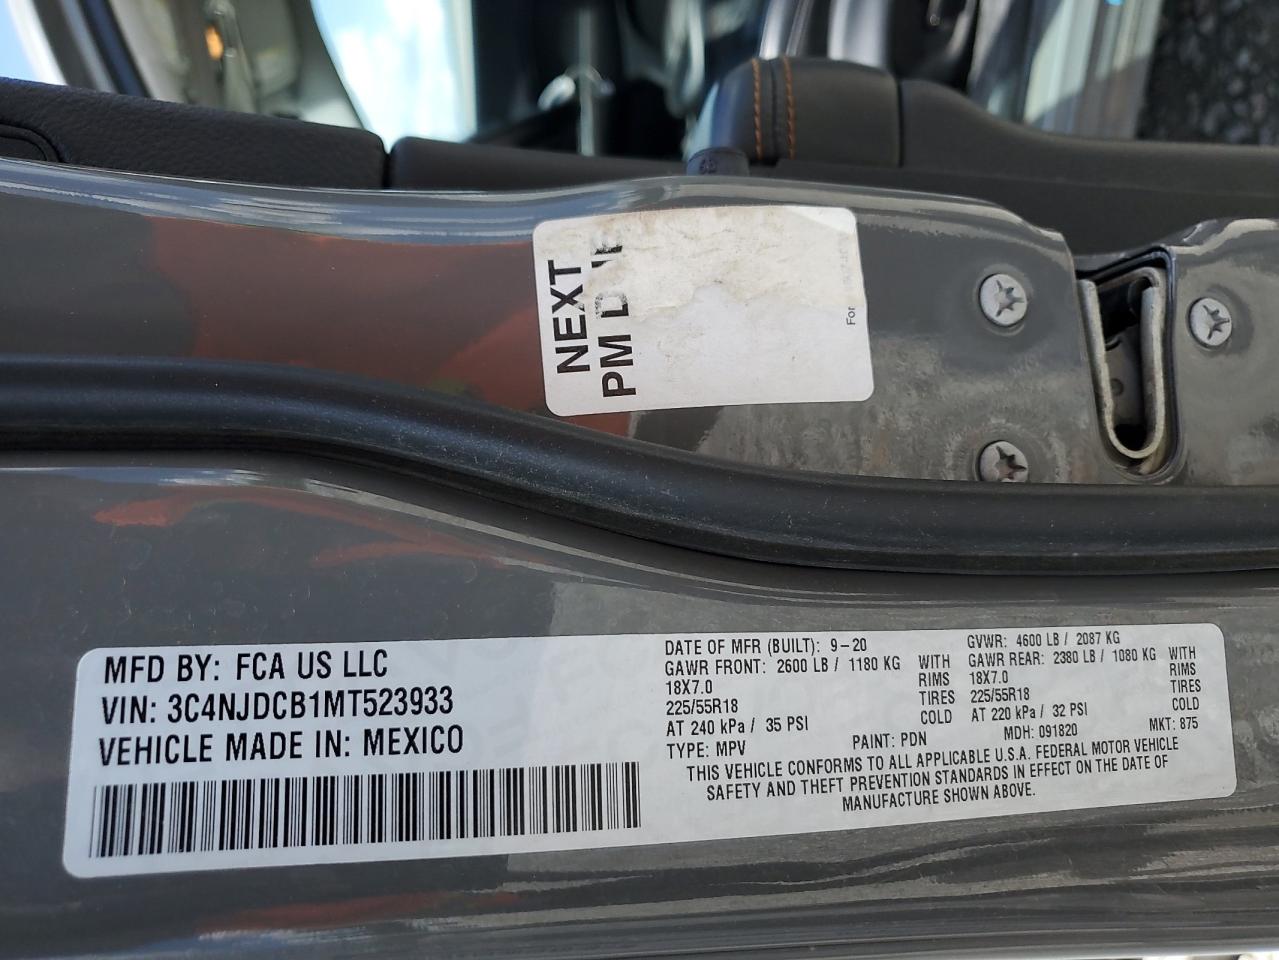 NEXT
PM
For
MFD BY: FCA US LLC
VIN: 3C4NJDCB1MT523933
VEHICLE MADE IN: MEXICO
DATE OF MFR (BUILT): 9-20
GAWR FRONT: 2600 LB / 1180 KG WITH
18X7.0 RIMS
225/55R18 TIRES
AT 240 kPa / 35 PSI COLD
TYPE: MPV PAINT: PDN
GVWR: 4600 LB / 2087 KG
GAWR REAR: 2380 LB / 1080 KG WITH
18X7.0 RIMS
225/55R18 TIRES
AT 220 kPa / 32 PSI COLD
MDH: 091820 MKT: 875
THIS VEHICLE CONFORMS TO ALL APPLICABLE U.S.A. FEDERAL MOTOR VEHICLE
SAFETY AND THEFT PREVENTION STANDARDS IN EFFECT ON THE DATE OF
MANUFACTURE SHOWN ABOVE.